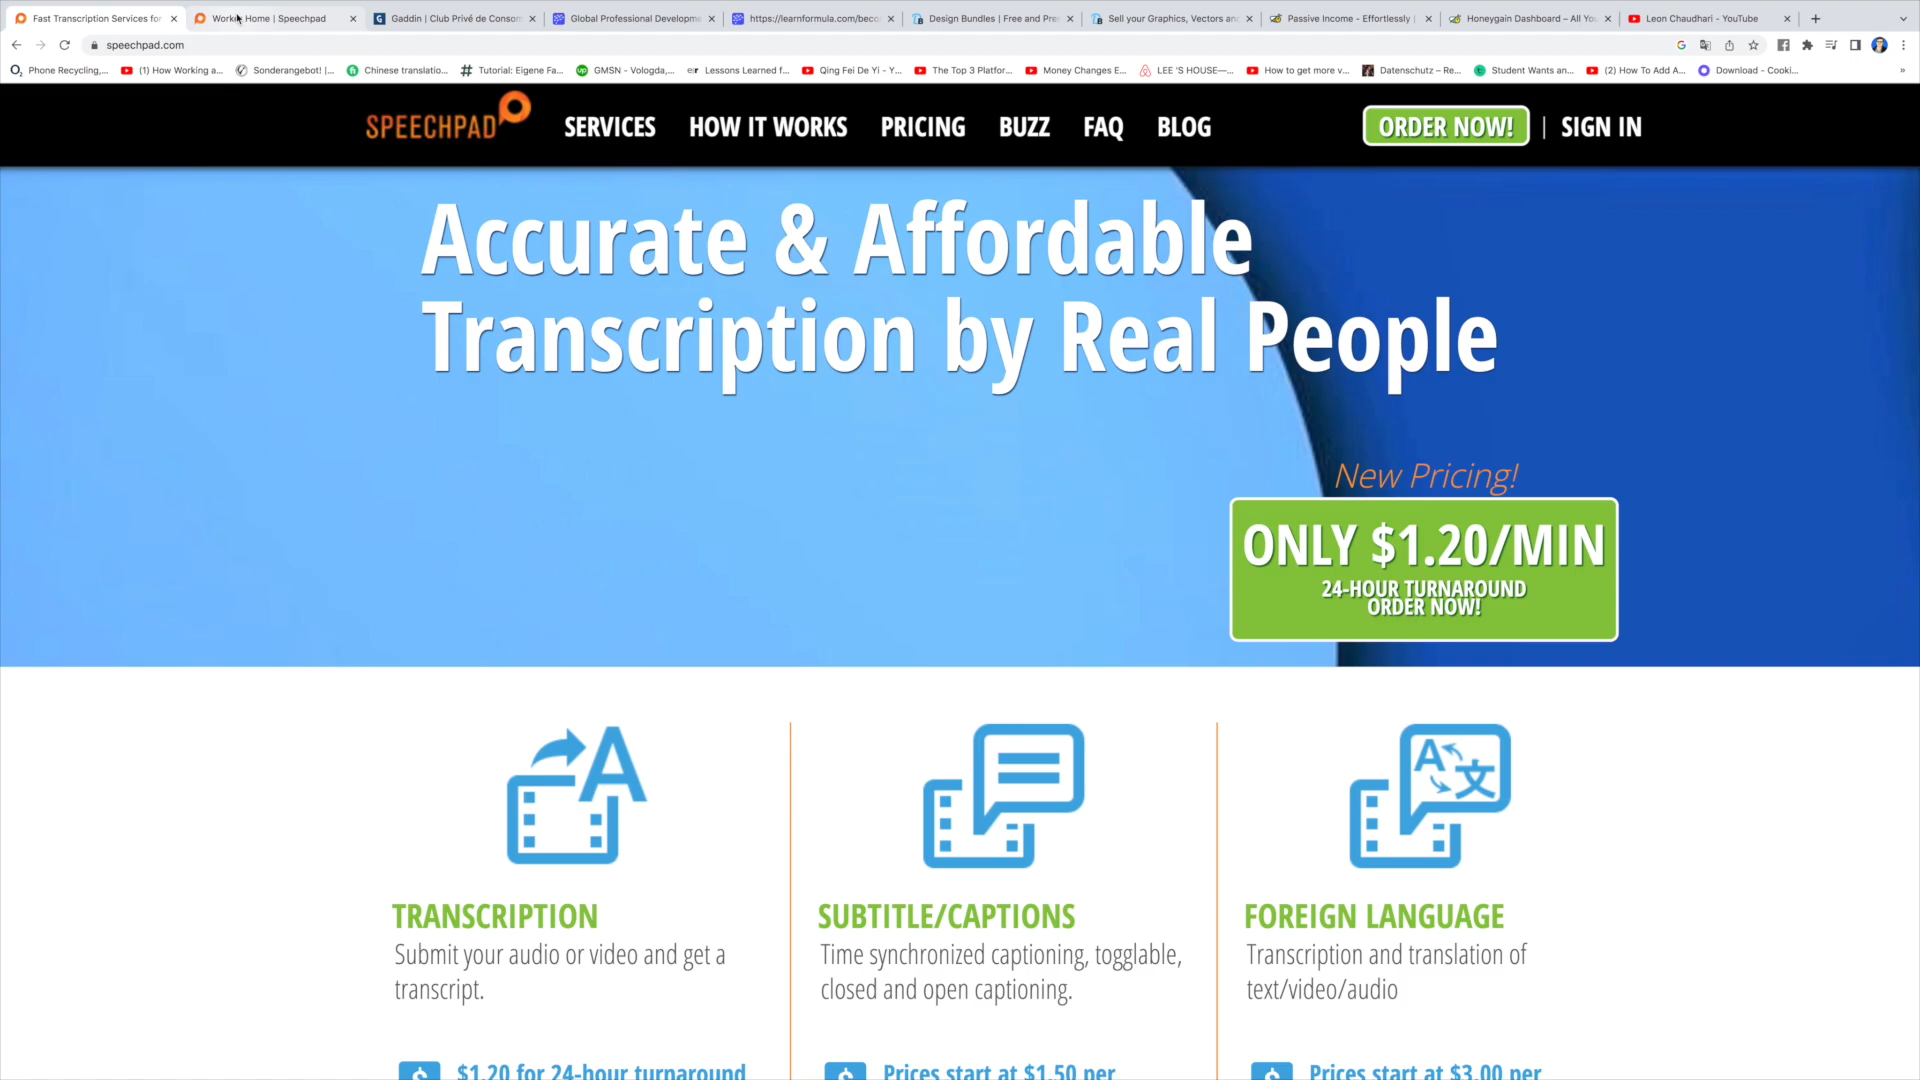 Fast Transcription Services for
Worker Home | Speechpad
Gaddin | Club Privé de Consom
Global Professional Developme
https://learnformula.com/beco
Design Bundles | Free and Pre
Sell your Graphics, Vectors an
Passive Income - Effortlessly |
Honeygain Dashboard – All Yo
Leon Chaudhari - YouTube
speechpad.com
Phone Recycling,...
(1) How Working a...
Sonderangebot! |...
Chinese translatio...
Tutorial: Eigene Fa...
GMSN - Vologda,...
Lessons Learned f...
Qing Fei De Yi - Y...
The Top 3 Platfor...
Money Changes E...
LEE 'S HOUSE—...
How to get more v...
Datenschutz – Re...
Student Wants an...
(2) How To Add A...
Download - Cooki...
SPEECHPAD
SERVICES
HOW IT WORKS
PRICING
BUZZ
FAQ
BLOG
ORDER NOW!
|
SIGN IN
Accurate & Affordable
Transcription by Real People
New Pricing!
ONLY $1.20/MIN
24-HOUR TURNAROUND
ORDER NOW!
TRANSCRIPTION
Submit your audio or video and get a
transcript.
$1.20 for 24-hour turnaround
SUBTITLE/CAPTIONS
Time synchronized captioning, togglable,
closed and open captioning.
Prices start at $1.50 per
FOREIGN LANGUAGE
Transcription and translation of
text/video/audio
Prices start at $3.00 per